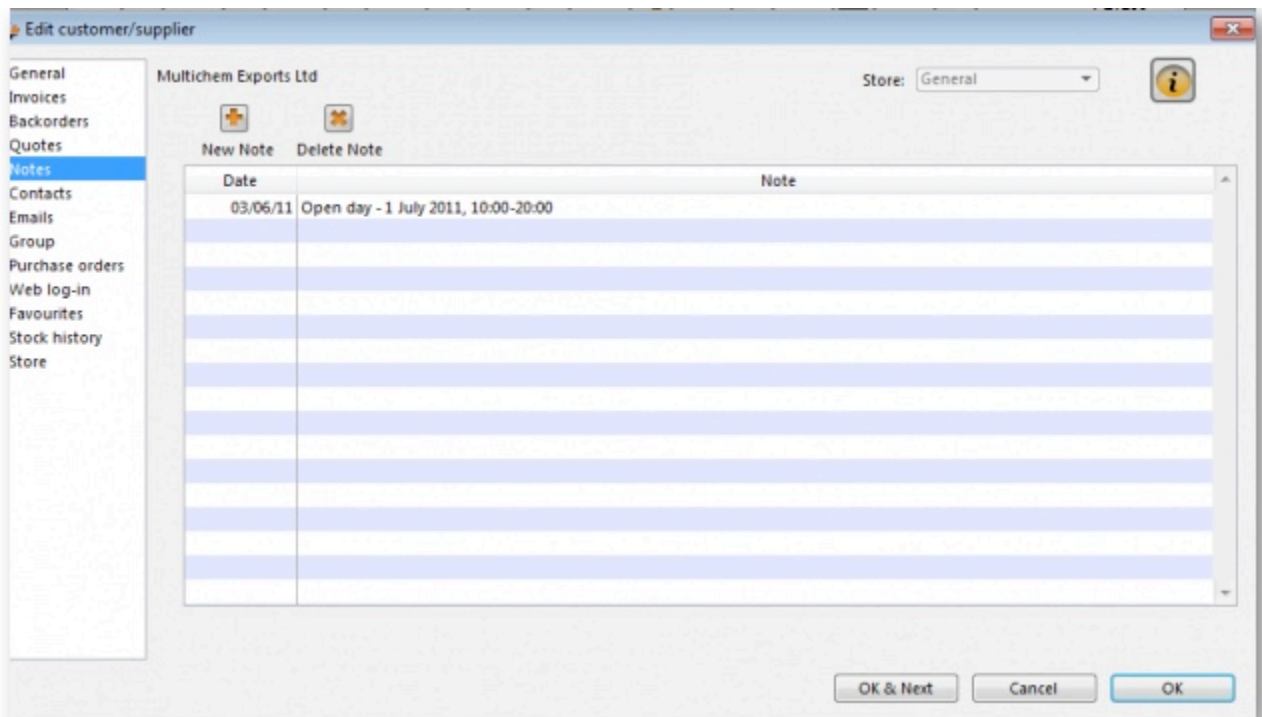 Edit customer/supplier
General
Invoices
Backorders
Quotes
Notes
Contacts
Emails
Group
Purchase orders
Web log-in
Favourites
Stock history
Store
Multichem Exports Ltd
Store: General
New Note Delete Note
Date Note
03/06/11 Open day - 1 July 2011, 10:00-20:00
OK & Next Cancel OK